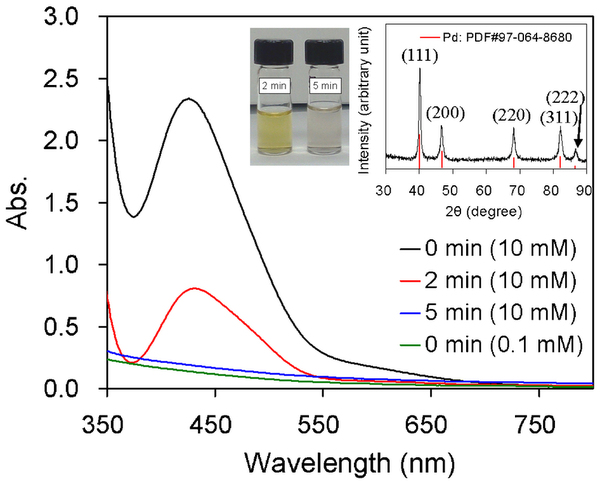 3.0
2.5
2.0
1.5
1.0
0.5
0.0
Abs.
350
450
550
650
750
Wavelength (nm)
2 min
5 min
Intensity (arbitrary unit)
Pd: PDF#97-064-8680
(111)
(200)
(220)
(222)
(311)
30 40 50 60 70 80 90
2θ (degree)
0 min (10 mM)
2 min (10 mM)
5 min (10 mM)
0 min (0.1 mM)